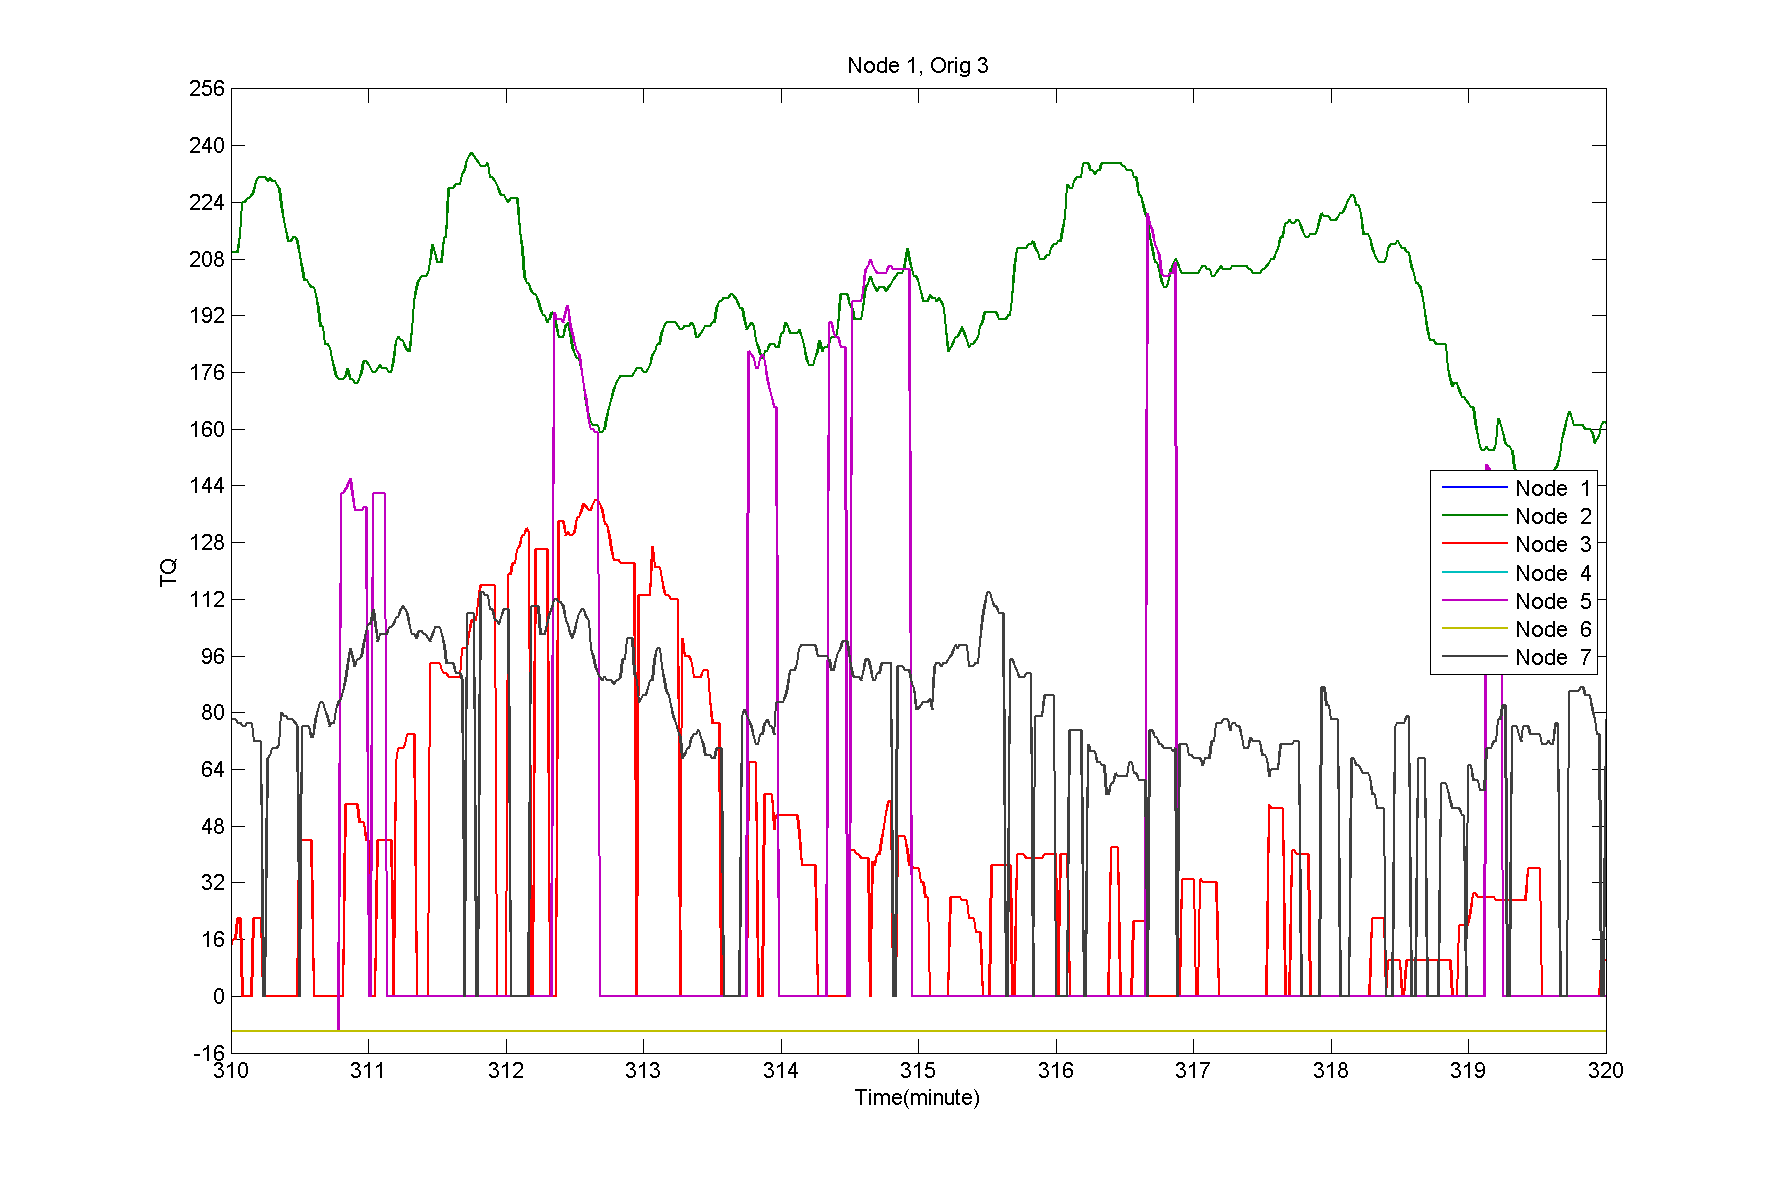 Node 1, Orig 3
256
240
224
208
192
176
160
144
128
112
96
80
64
48
32
16
0
-16
TQ
Node 1
Node 2
Node 3
Node 4
Node 5
Node 6
Node 7
310 311 312 313 314 315 316 317 318 319 320
Time(minute)